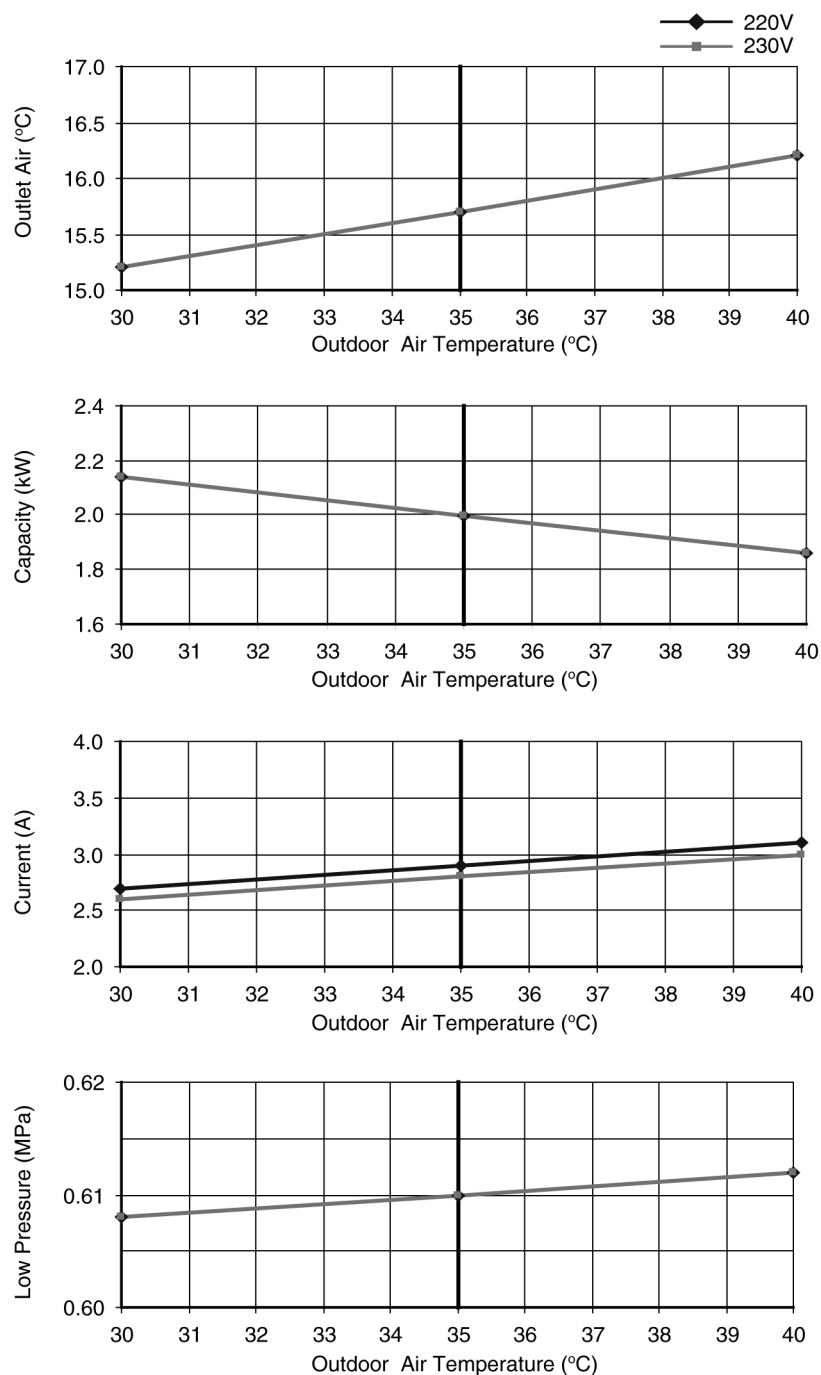 220V
230V
17.0
16.5
16.0
15.5
15.0
Outlet Air (°C)
30 31 32 33 34 35 36 37 38 39 40
Outdoor Air Temperature (°C)
2.4
2.2
2.0
1.8
1.6
Capacity (kW)
30 31 32 33 34 35 36 37 38 39 40
Outdoor Air Temperature (°C)
4.0
3.5
3.0
2.5
2.0
Current (A)
30 31 32 33 34 35 36 37 38 39 40
Outdoor Air Temperature (°C)
0.62
0.61
0.60
Low Pressure (MPa)
30 31 32 33 34 35 36 37 38 39 40
Outdoor Air Temperature (°C)